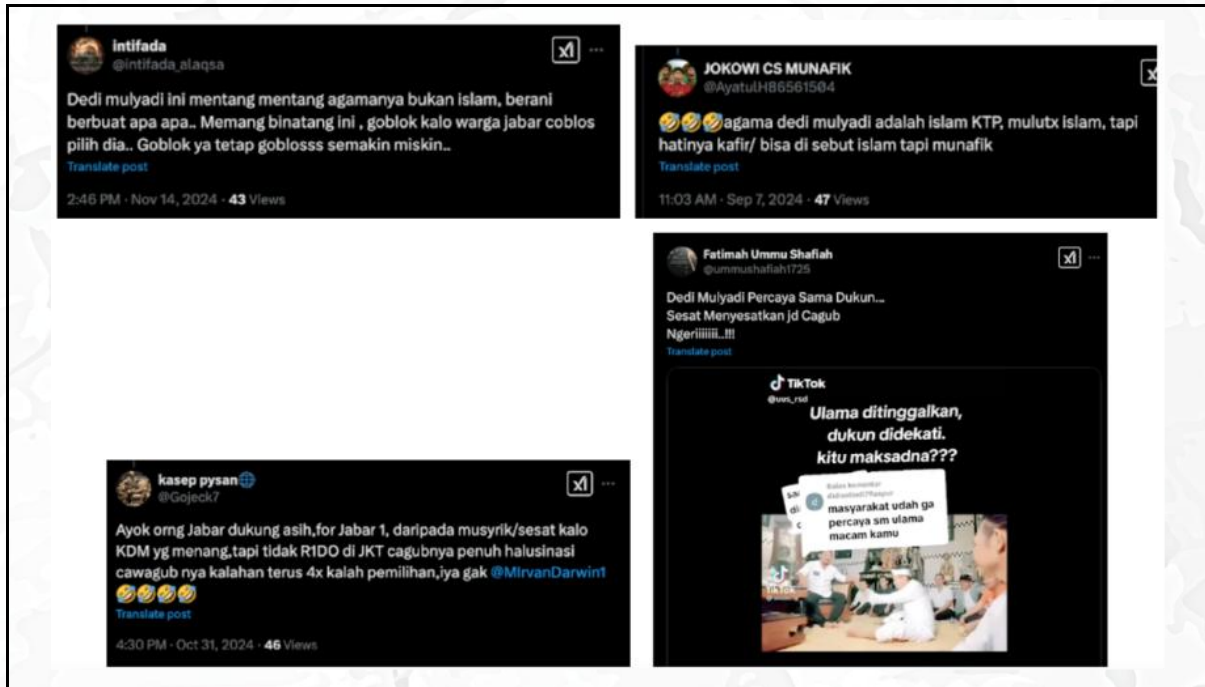 intifada
@intifada_alaqsa
Dedi mulyadi ini mentang mentang agamanya bukan islam, berani
berbuat apa apa.. Memang binatang ini , goblok kalo warga jabar coblos
pilih dia.. Goblok ya tetap goblosss semakin miskin..
Translate post
2:46 PM · Nov 14, 2024 · 43 Views
JOKOWI CS MUNAFIK
@AyatulH86561504
🤣🤣🤣agama dedi mulyadi adalah islam KTP, mulutx islam, tapi
hatinya kafir/ bisa di sebut islam tapi munafik
Translate post
11:03 AM · Sep 7, 2024 · 47 Views
kasep pysan🌐
@Gojeck7
Ayok orng Jabar dukung asih,for Jabar 1, daripada musyrik/sesat kalo
KDM yg menang,tapi tidak R1DO di JKT cagubnya penuh halusinasi
cawagub nya kalahan terus 4x kalah pemilihan,iya gak @MIrvanDarwin1
🤣🤣🤣🤣
Translate post
4:30 PM · Oct 31, 2024 · 46 Views
Fatimah Ummu Shafiah
@ummushafiah1725
Dedi Mulyadi Percaya Sama Dukun...
Sesat Menyesatkan jd Cagub
Ngeriiiiiii..!!!
Translate post
TikTok
@uus_rsd
Ulama ditinggalkan,
dukun didekati.
kitu maksadna???
Balas komentar
masyarakat udah ga
percaya sm ulama
macam kamu
TikTok